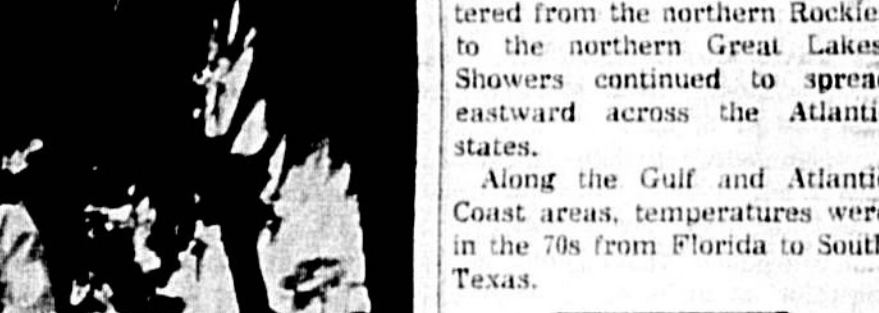 tered from the northern Rockie
to the northern Great Lakes
Showers continued to sprea
eastward across the Atlanti
states.
Along the Gulf and Atlanti
Coast areas, temperatures wer
in the 70s from Florida to Sout
Texas.